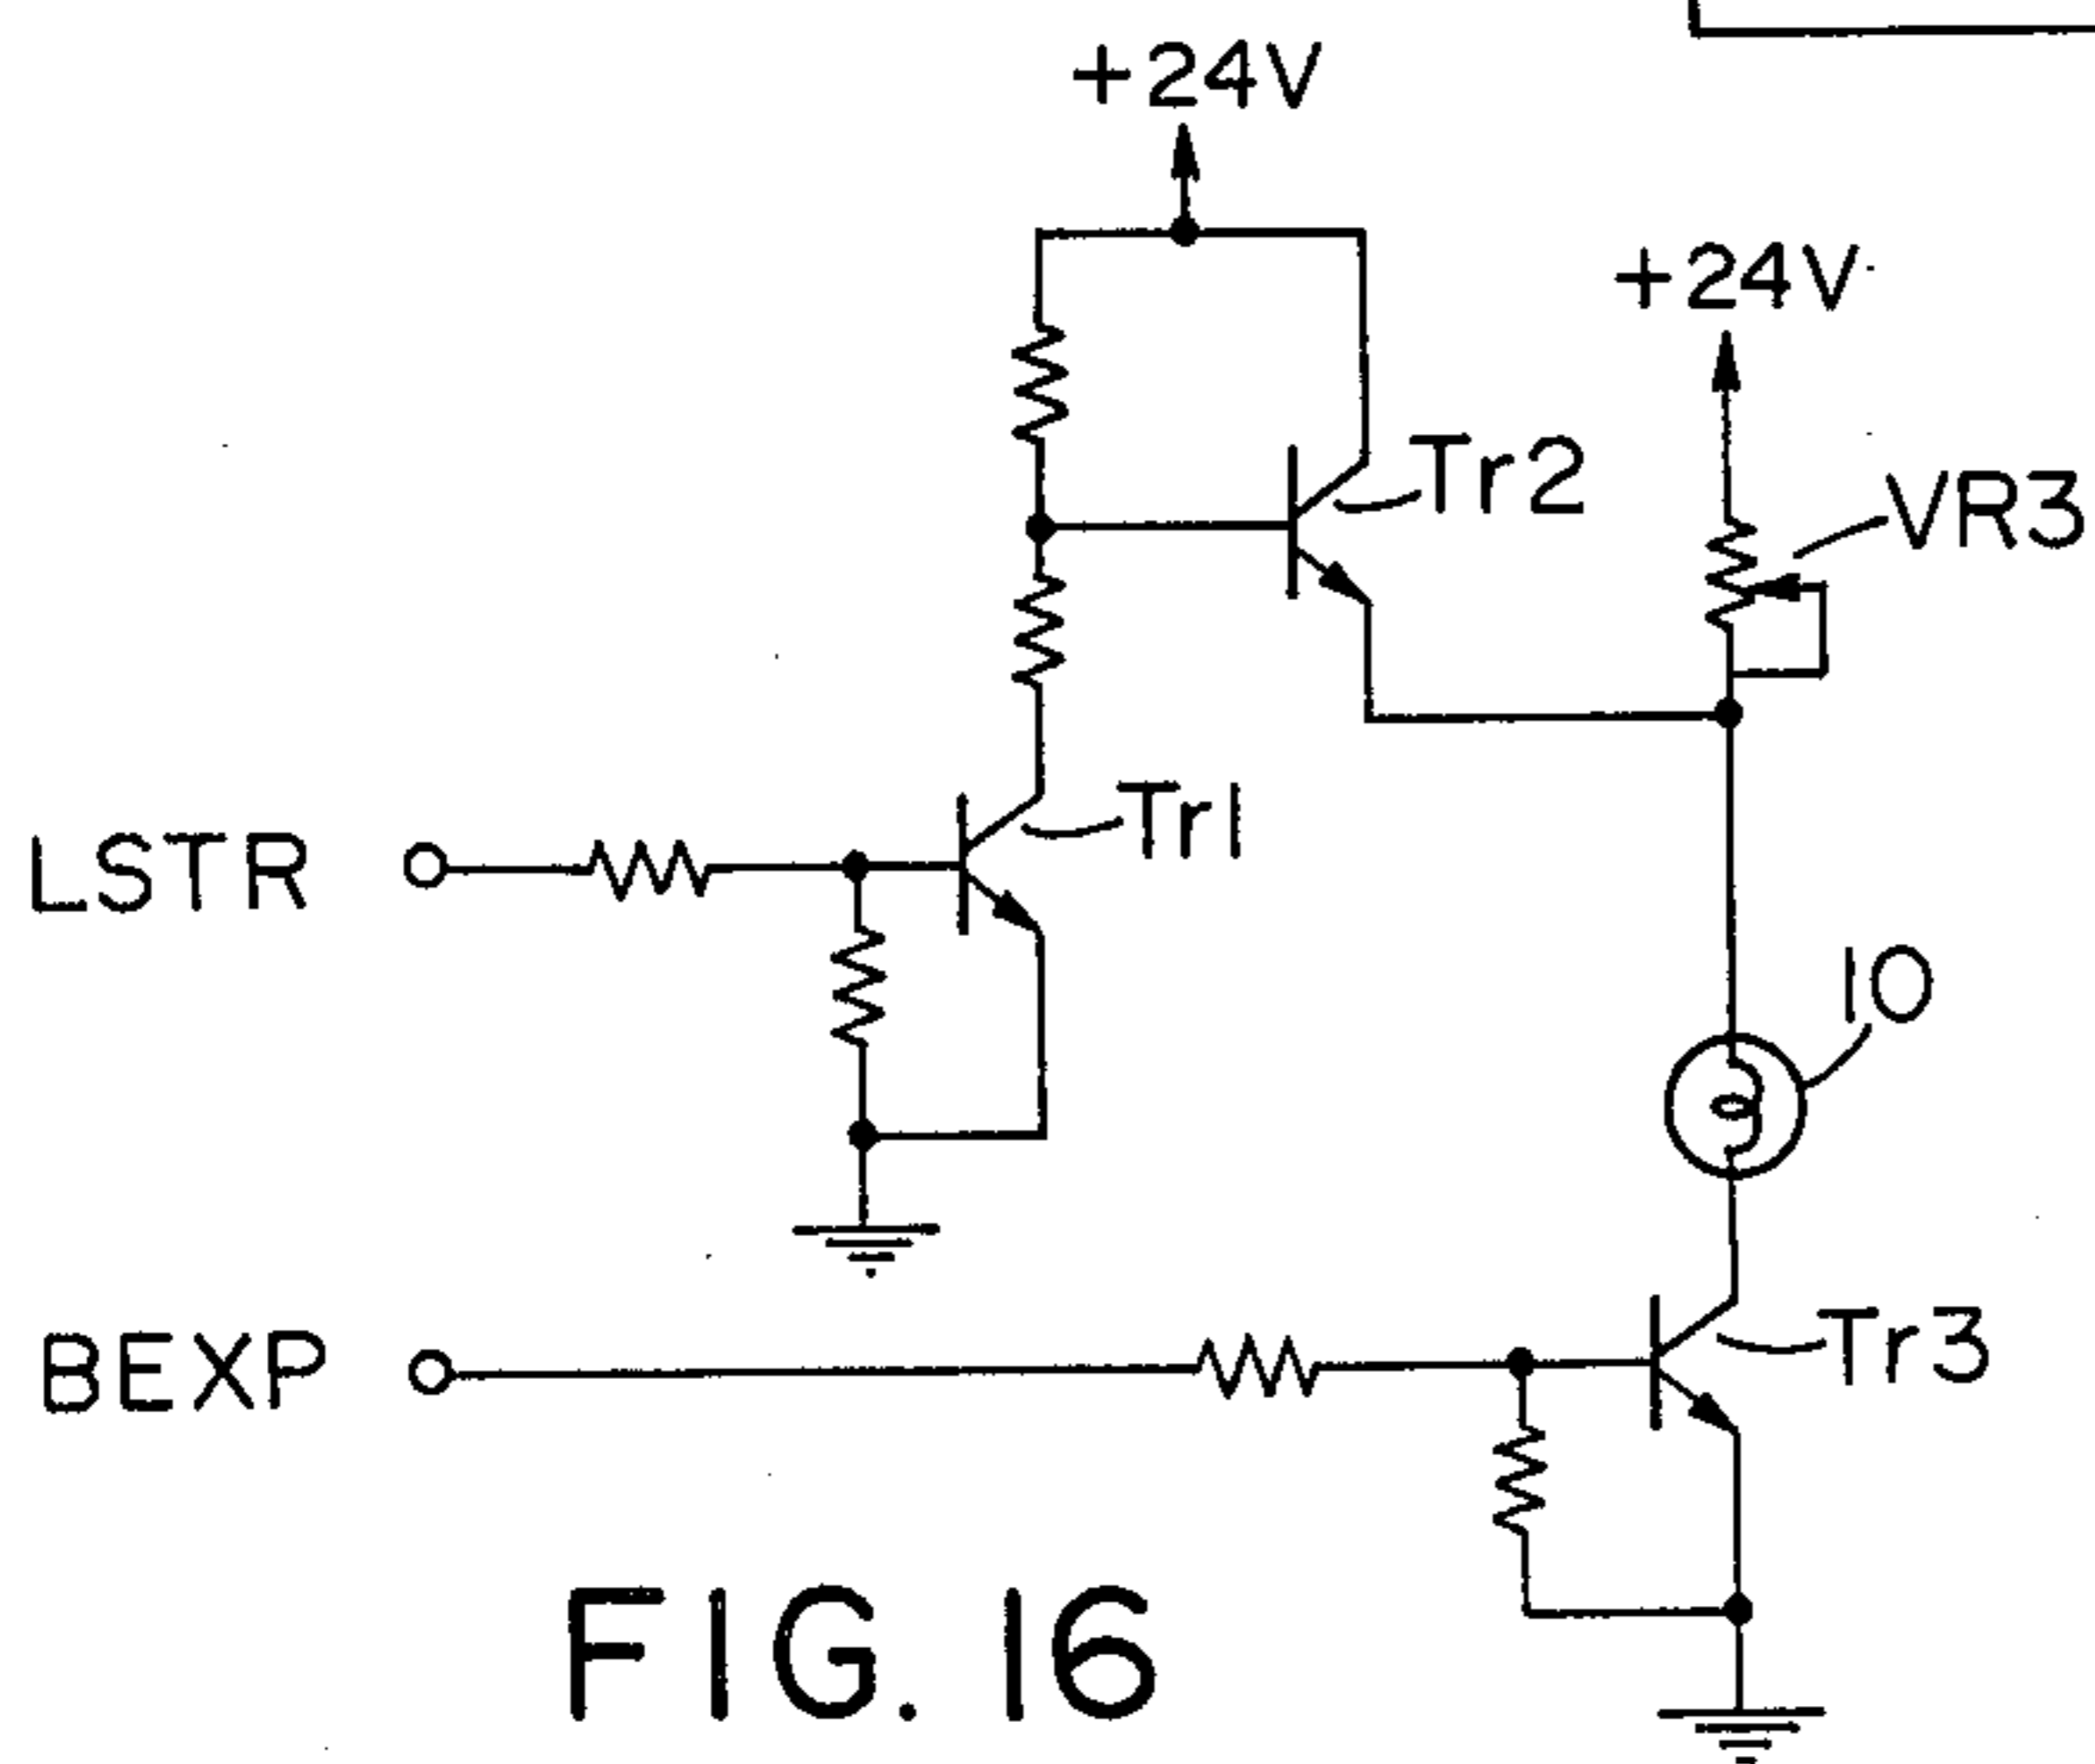 +24V
+24V
Tr2
VR3
Tr1
LSTR
10
BEXP
Tr3
FIG. 16